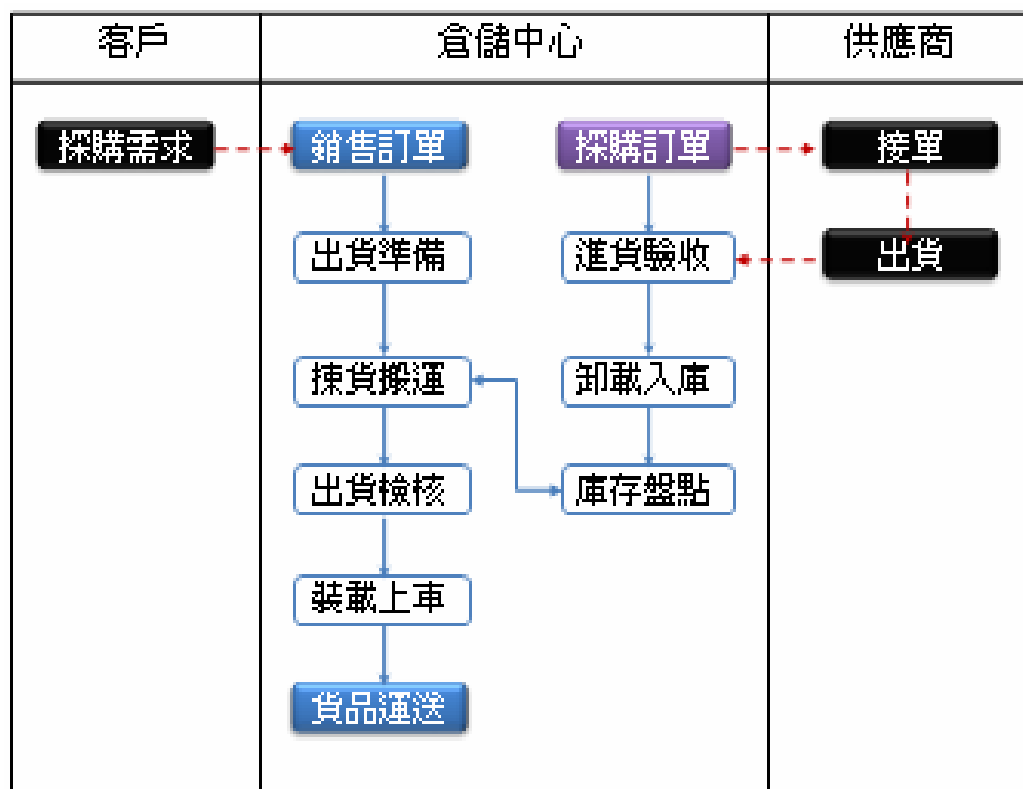 客戶
倉儲中心
供應商
採購需求
銷售訂單
採購訂單
接單
出貨準備
進貨驗收
出貨
揀貨搬運
卸載入庫
出貨檢核
庫存盤點
裝載上車
貨品運送